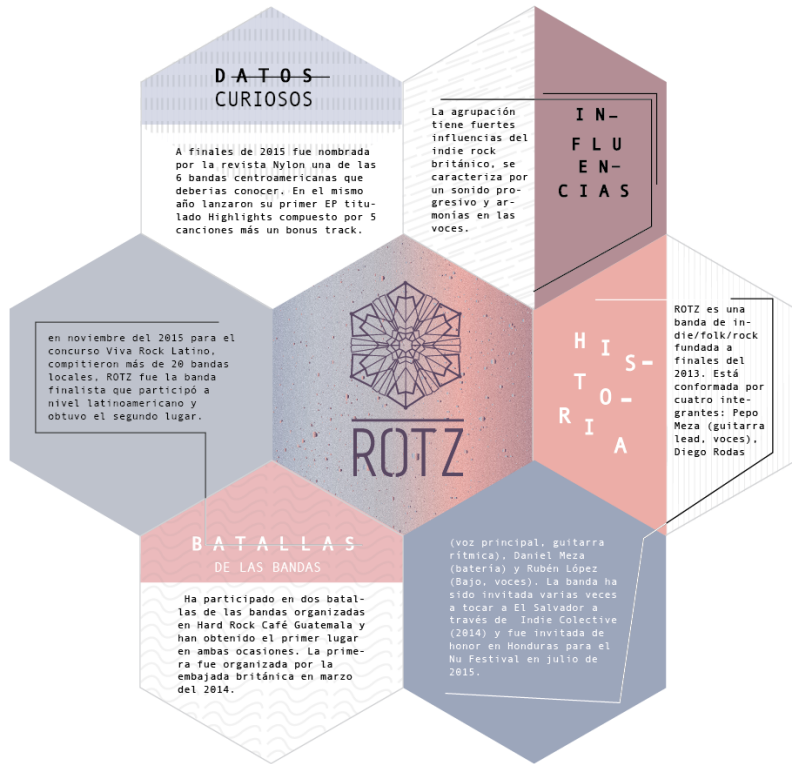 DATOS
CURIOSOS
A finales de 2015 fue nombrada
por la revista Nylon una de las
6 bandas centroamericanas que
deberias conocer. En el mismo
año lanzaron su primer EP titu-
lado Highlights compuesto por 5
canciones más un bonus track.
IN-
FLU
EN-
CIAS
La agrupación
tiene fuertes
influencias del
indie rock
británico, se
caracteriza por
un sonido pro-
gresivo y ar-
monías en las
voces.
ROTZ
HIS-
TO-
RIA
ROTZ es una
banda de in-
die/folk/rock
fundada a
finales del
2013. Está
conformada por
cuatro inte-
grantes: Pepo
Meza (guitarra
lead, voces),
Diego Rodas
(voz principal, guitarra
rítmica), Daniel Meza
(batería) y Rubén López
(Bajo, voces). La banda ha
sido invitada varias veces
a tocar a El Salvador a
través de  Indie Colective
(2014) y fue invitada de
honor en Honduras para el
Nu Festival en julio de
2015.
BATALLAS
DE LAS BANDAS
Ha participado en dos batal-
las de las bandas organizadas
en Hard Rock Café Guatemala y
han obtenido el primer lugar
en ambas ocasiones. La prime-
ra fue organizada por la
embajada británica en marzo
del 2014.
en noviembre del 2015 para el
concurso Viva Rock Latino,
compitieron más de 20 bandas
locales, ROTZ fue la banda
finalista que participó a
nivel latinoamericano y
obtuvo el segundo lugar.